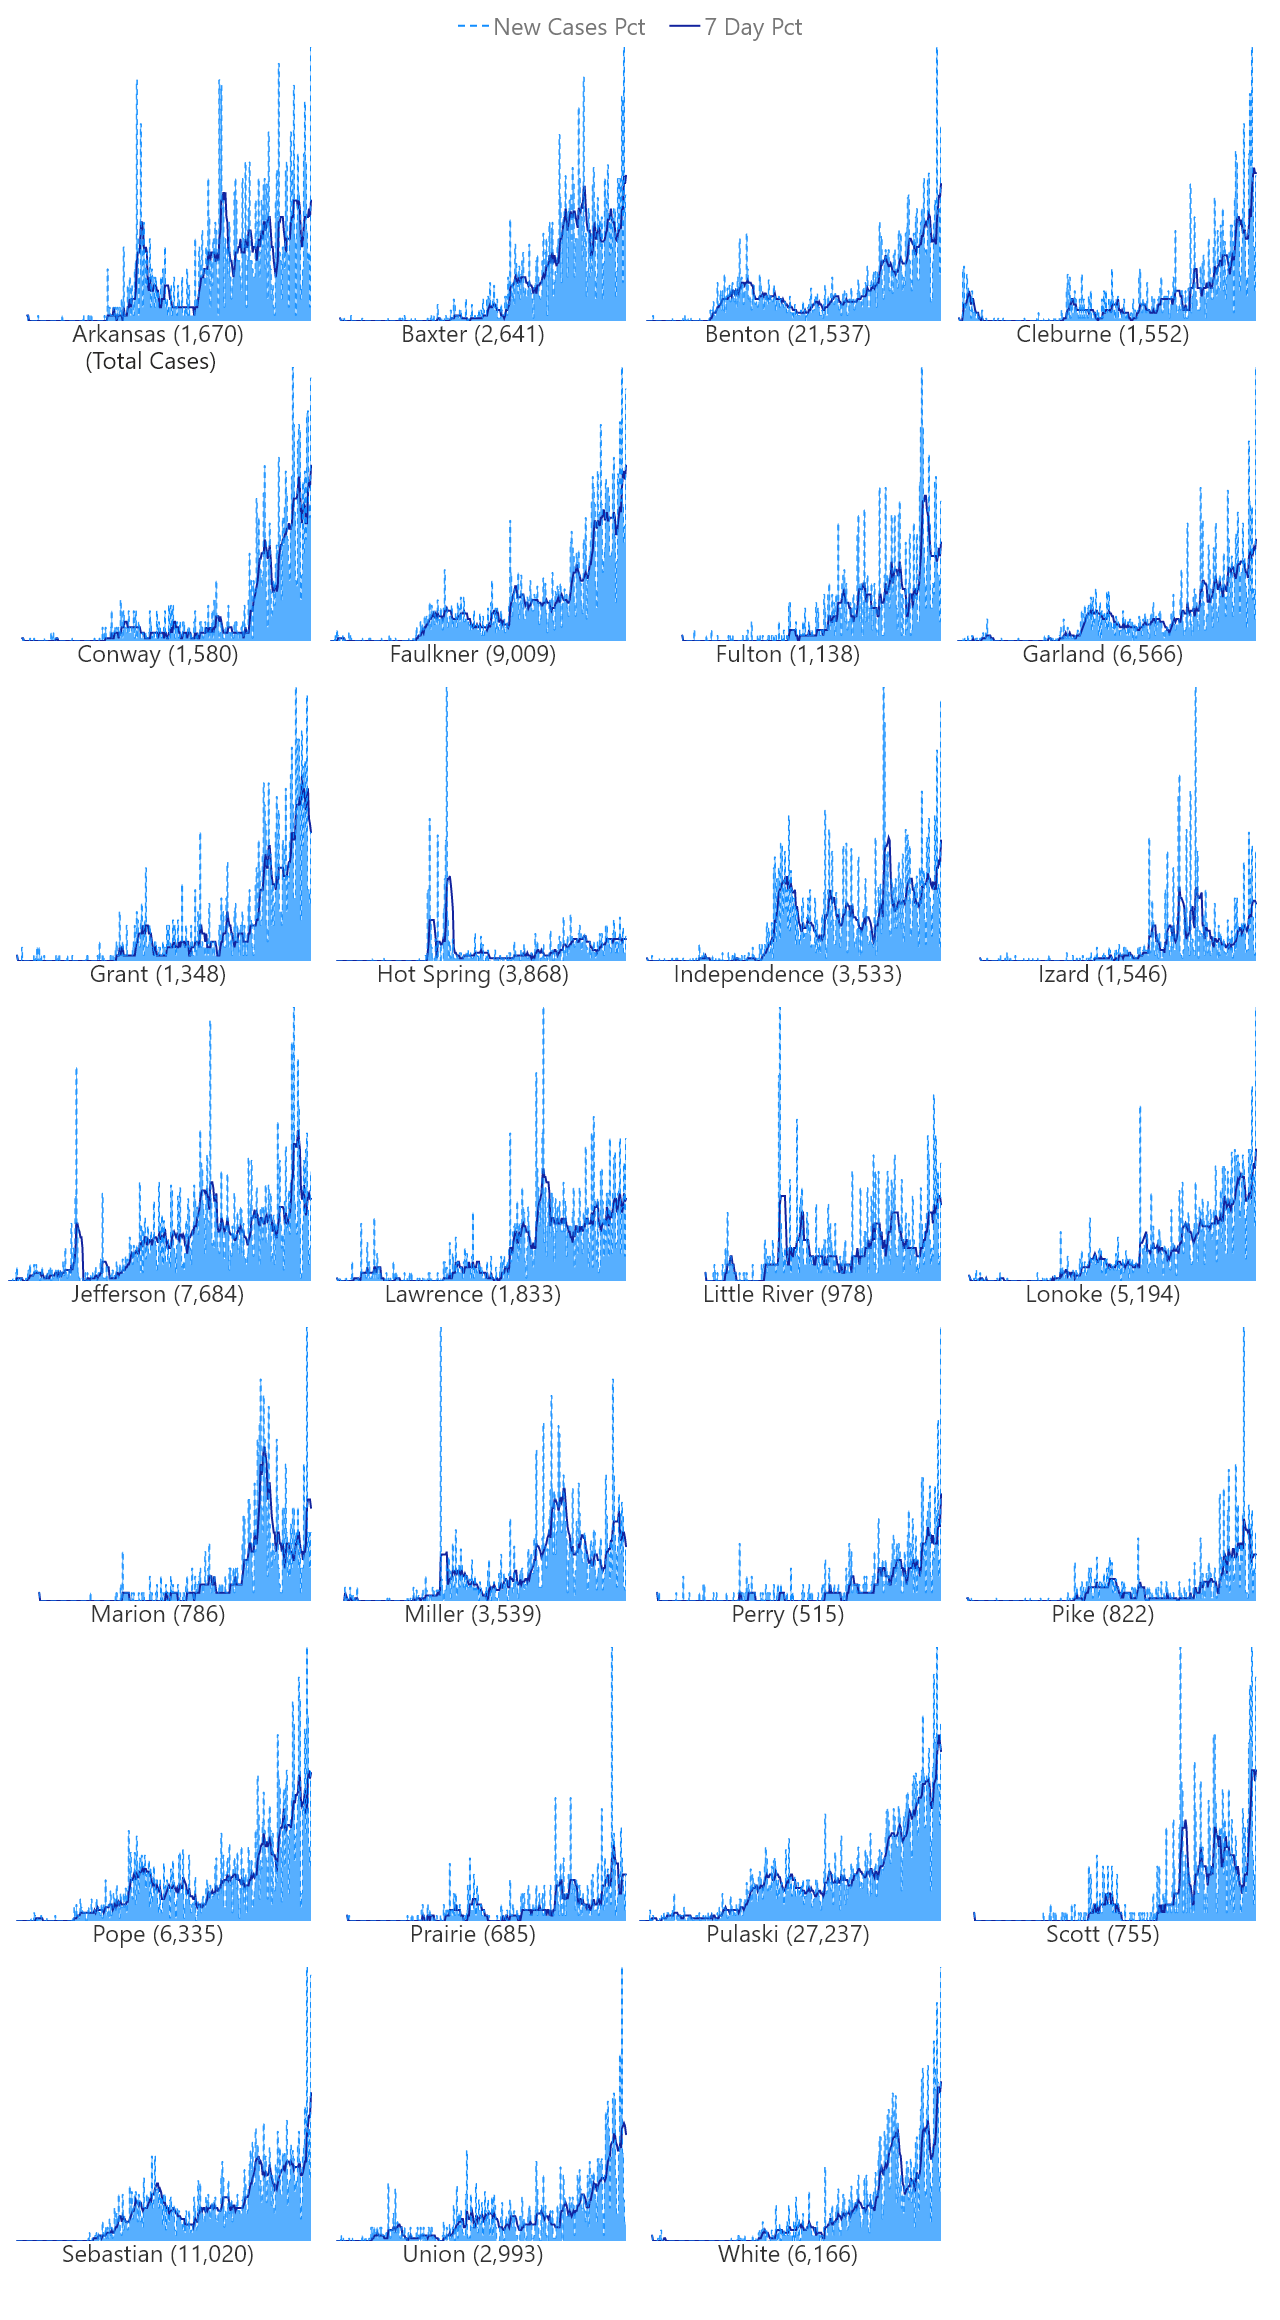 New Cases Pct 7 Day Pct
Arkansas (1,670) Baxter (2,641) Benton (21,537) Cleburne (1,552)
(Total Cases)
Conway (1,580) Faulkner (9,009) Fulton (1,138) Garland (6,566)
Grant (1,348) Hot Spring (3,868) Independence (3,533) Izard (1,546)
Jefferson (7,684) Lawrence (1,833) Little River (978) Lonoke (5,194)
Marion (786) Miller (3,539) Perry (515) Pike (822)
Pope (6,335) Prairie (685) Pulaski (27,237) Scott (755)
Sebastian (11,020) Union (2,993) White (6,166)